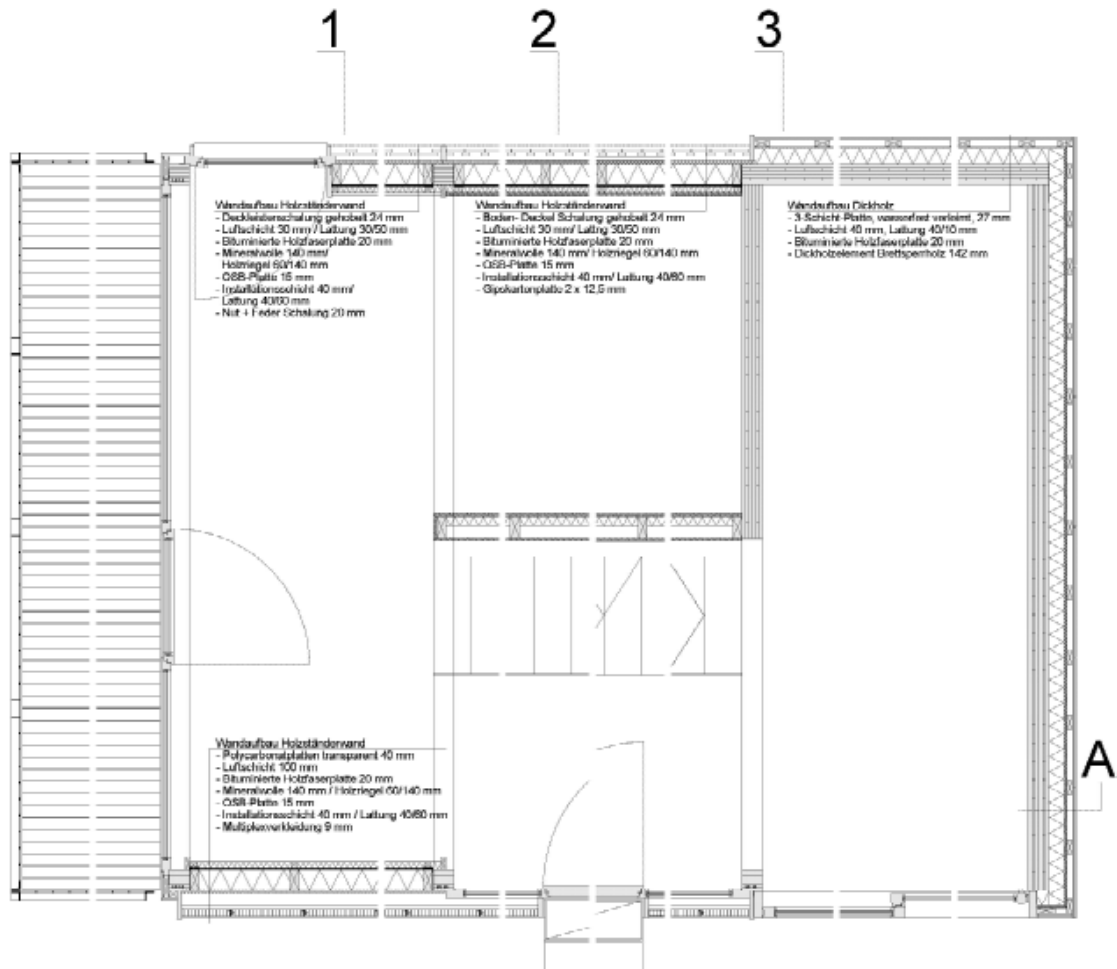 1
2
3
Wandaufbau Holzständerwand
- Deckleistenschalung gehobelt 24 mm
- Luftschicht 30 mm / Lattung 30/50 mm
- Bituminierte Holzfaserplatte 20 mm
- Mineralwolle 140 mm/
Holzriegel 60/140 mm
- OSB-Platte 15 mm
- Installationsschicht 40 mm/
Lattung 40/60 mm
- Nut + Feder Schalung 20 mm
Wandaufbau Holzständerwand
- Boden- Deckel Schalung gehobelt 24 mm
- Luftschicht 30 mm/ Lattng 30/50 mm
- Bituminierte Holzfaserplatte 20 mm
- Mineralwolle 140 mm/ Holzriegel 60/140 mm
- OSB-Platte 15 mm
- Installationsschicht 40 mm/ Lattung 40/60 mm
- Gipskartonplatte 2 x 12,5 mm
Wandaufbau Dickholz
- 3-Schicht-Platte, wasserfest verleimt, 27 mm
- Luftschicht 40 mm, Lattung 40/10 mm
- Bituminierte Holzfaserplatte 20 mm
- Dickholzelement Brettsperrholz 142 mm
Wandaufbau Holzständerwand
- Polycarbonatplatten transparent 40 mm
- Luftschicht 100 mm
- Bituminierte Holzfaserplatte 20 mm
- Mineralwolle 140 mm / Holzriegel 60/140 mm
- OSB-Platte 15 mm
- Installationsschicht 40 mm / Lattung 40/60 mm
- Multiplexverkleidung 9 mm
A